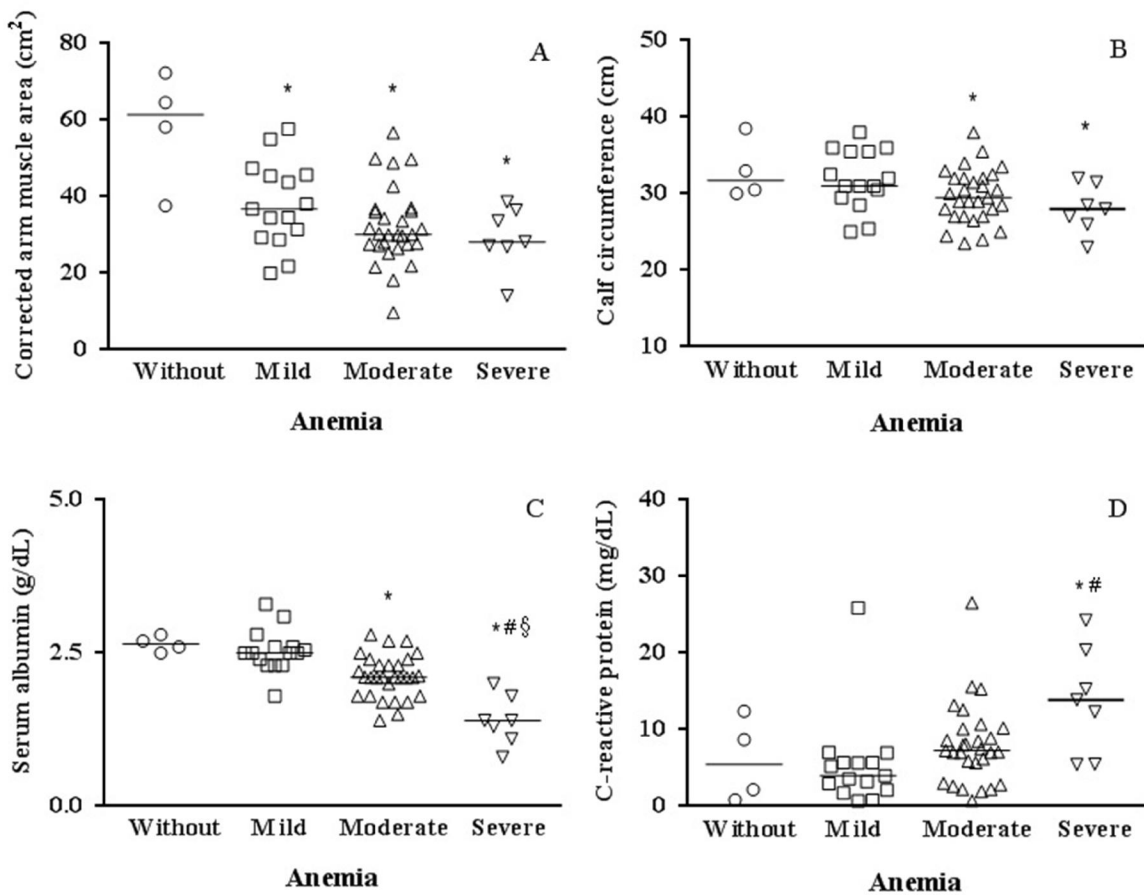 Corrected arm muscle area (cm²)
80
60
40
20
0
A
*
*
*
Without Mild Moderate Severe
Anemia
Calf circumference (cm)
50
40
30
20
10
B
*
*
Without Mild Moderate Severe
Anemia
Serum albumin (g/dL)
5.0
2.5
0.0
C
*
*#§
Without Mild Moderate Severe
Anemia
C-reactive protein (mg/dL)
40
30
20
10
0
D
*#
Without Mild Moderate Severe
Anemia